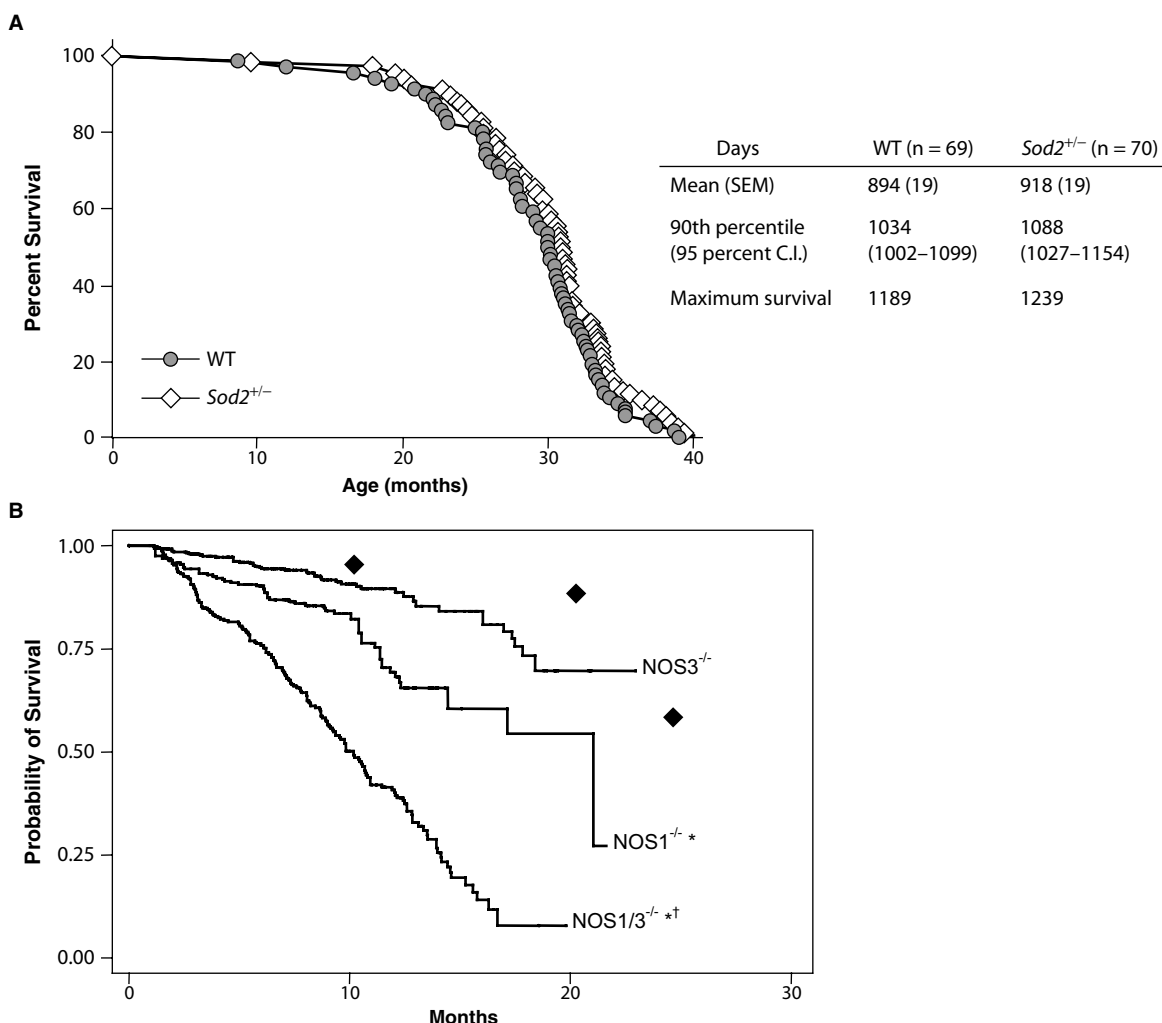 A
Percent Survival
100
80
60
40
20
0
WT
Sod2+/−
0 10 20 30 40
Age (months)
Days WT (n = 69) Sod2+/− (n = 70)
Mean (SEM) 894 (19) 918 (19)
90th percentile 1034 1088
(95 percent C.I.) (1002–1099) (1027–1154)
Maximum survival 1189 1239
B
Probability of Survival
1.00
0.75
0.50
0.25
0.00
NOS3-/-
NOS1-/- *
NOS1/3-/- *†
0 10 20 30
Months